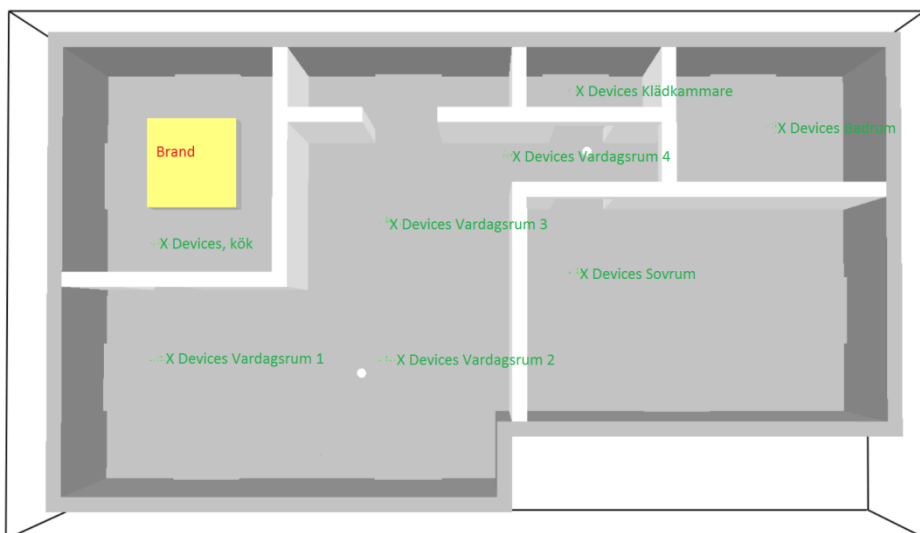 X Devices Klädkammare
X Devices Badrum
Brand
X Devices Vardagsrum 4
X Devices Vardagsrum 3
X Devices, kök
X Devices Sovrum
X Devices Vardagsrum 1
X Devices Vardagsrum 2